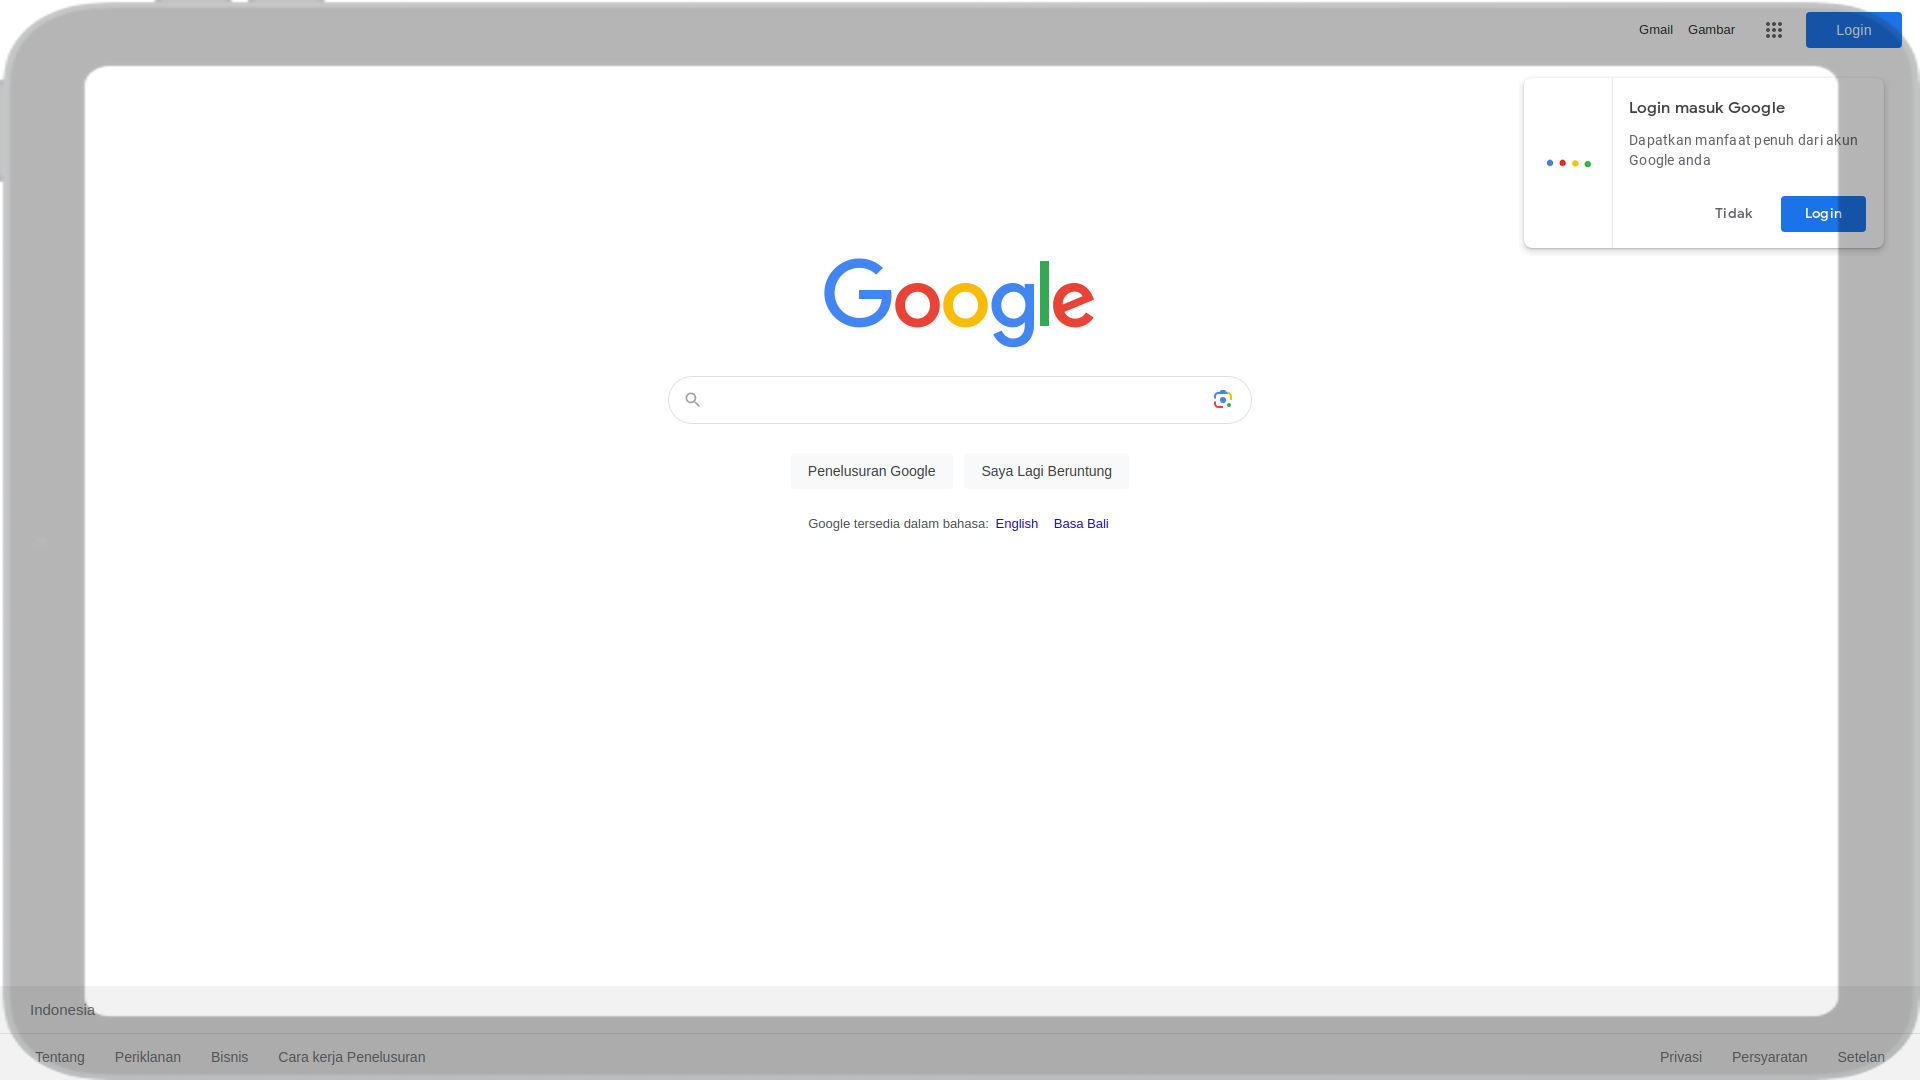 Gmail Gambar Login
Login masuk Google
Dapatkan manfaat penuh dari akun
Google anda
Tidak Login
Google
Penelusuran Google Saya Lagi Beruntung
Google tersedia dalam bahasa: English Basa Bali
Indonesia
Tentang Periklanan Bisnis Cara kerja Penelusuran Privasi Persyaratan Setelan